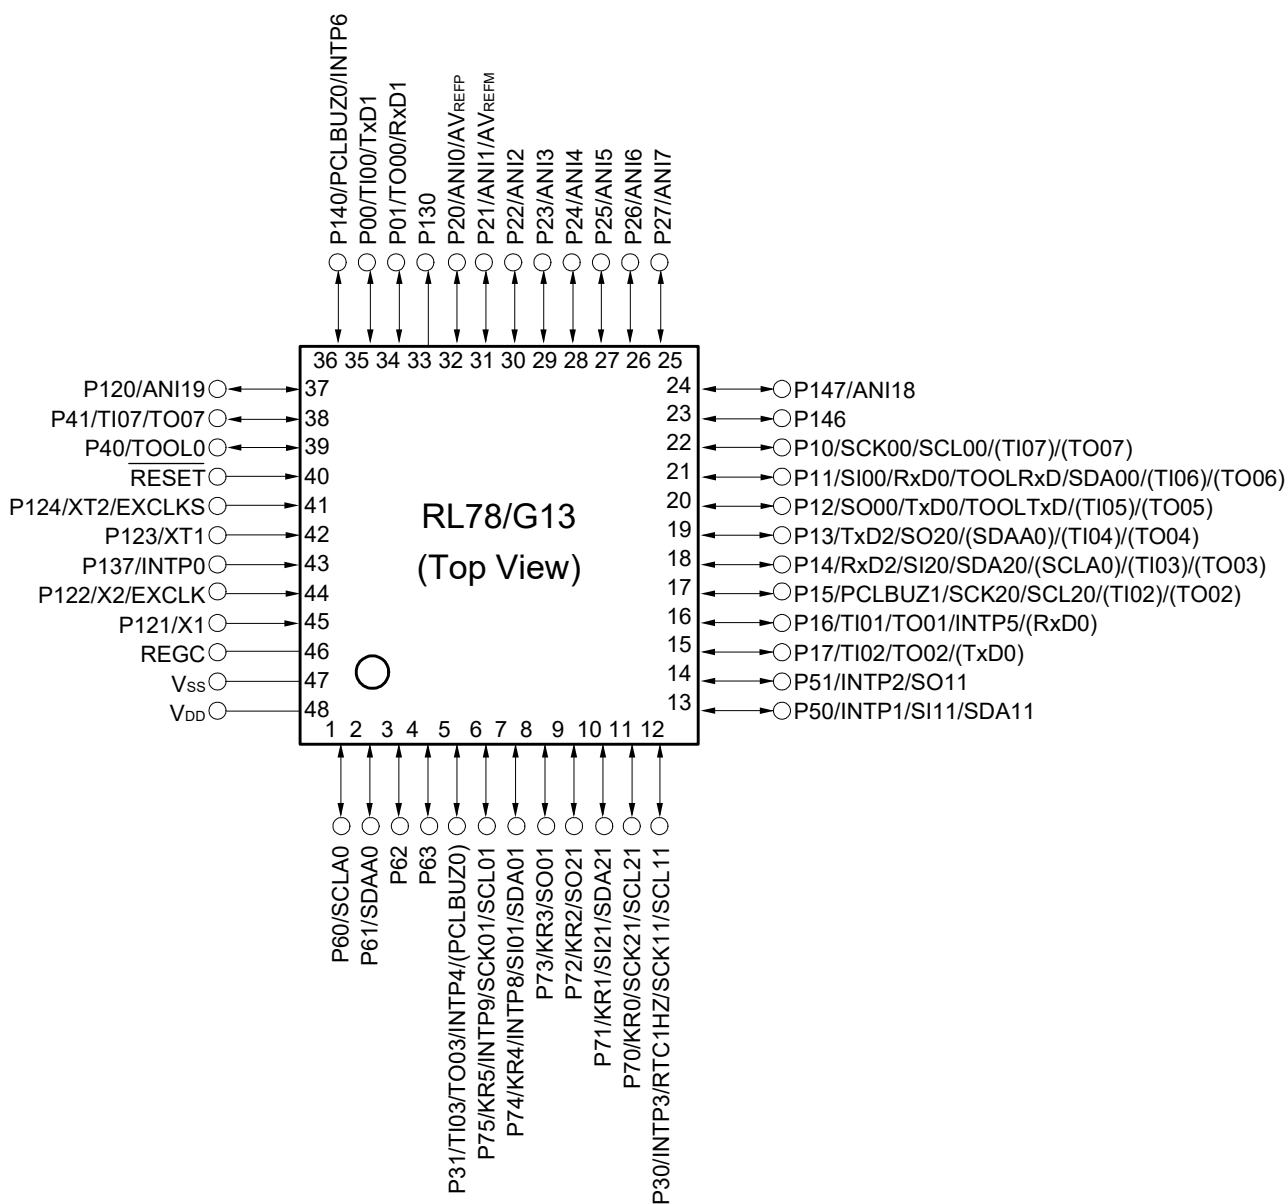 P140/PCLBUZ0/INTP6
P00/TI00/TxD1
P01/TO00/RxD1
P130
P20/ANI0/AVREFP
P21/ANI1/AVREFM
P22/ANI2
P23/ANI3
P24/ANI4
P25/ANI5
P26/ANI6
P27/ANI7
36 35 34 33 32 31 30 29 28 27 26 25
P120/ANI19 37
P41/TI07/TO07 38
P40/TOOL0 39
RESET 40
P124/XT2/EXCLKS 41
P123/XT1 42
P137/INTP0 43
P122/X2/EXCLK 44
P121/X1 45
REGC 46
VSS 47
VDD 48
RL78/G13
(Top View)
24 P147/ANI18
23 P146
22 P10/SCK00/SCL00/(TI07)/(TO07)
21 P11/SI00/RxD0/TOOLRxD/SDA00/(TI06)/(TO06)
20 P12/SO00/TxD0/TOOLTxD/(TI05)/(TO05)
19 P13/TxD2/SO20/(SDAA0)/(TI04)/(TO04)
18 P14/RxD2/SI20/SDA20/(SCLA0)/(TI03)/(TO03)
17 P15/PCLBUZ1/SCK20/SCL20/(TI02)/(TO02)
16 P16/TI01/TO01/INTP5/(RxD0)
15 P17/TI02/TO02/(TxD0)
14 P51/INTP2/SO11
13 P50/INTP1/SI11/SDA11
1 2 3 4 5 6 7 8 9 10 11 12
P60/SCLA0
P61/SDAA0
P62
P63
P31/TI03/TO03/INTP4/(PCLBUZ0)
P75/KR5/INTP9/SCK01/SCL01
P74/KR4/INTP8/SI01/SDA01
P73/KR3/SO01
P72/KR2/SO21
P71/KR1/SI21/SDA21
P70/KR0/SCK21/SCL21
P30/INTP3/RTC1HZ/SCK11/SCL11